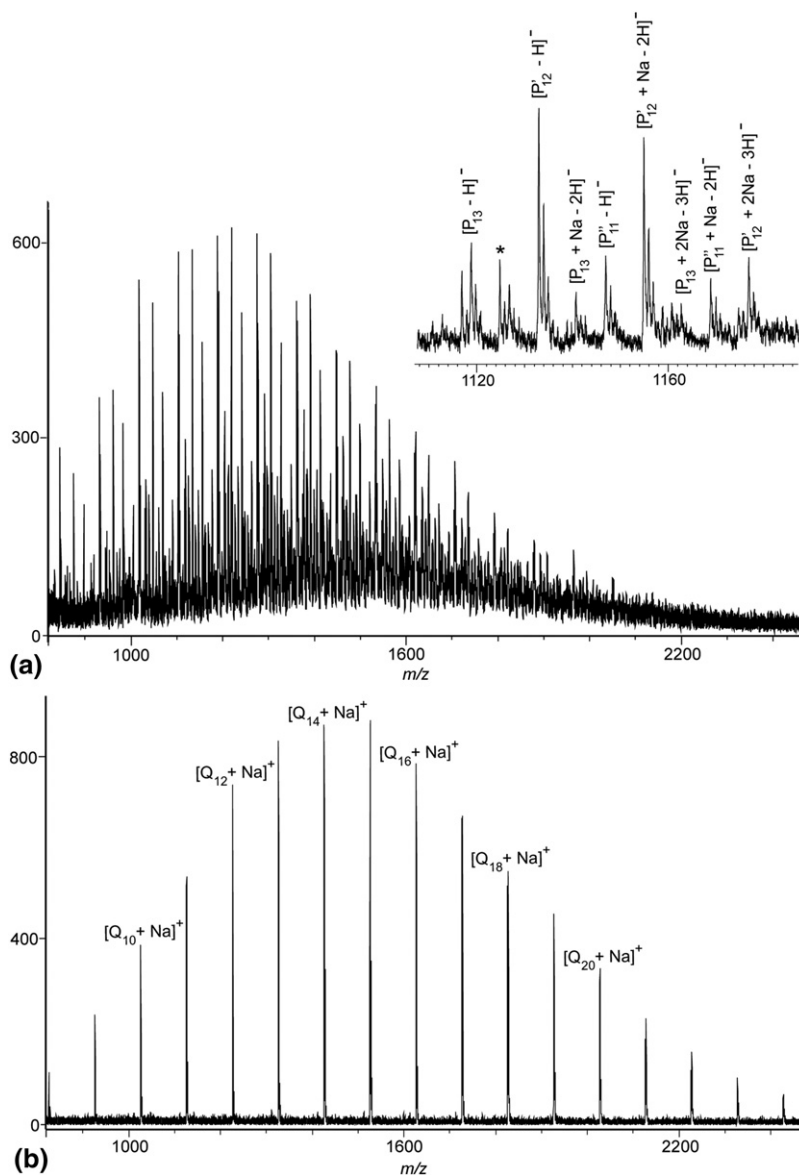 [P₁₃ - H]⁻
*
[P'₁₂ - H]⁻
[P₁₃ + Na - 2H]⁻
[P''₁₁ - H]⁻
[P'₁₂ + Na - 2H]⁻
[P₁₃ + 2Na - 3H]⁻
[P''₁₁ + Na - 2H]⁻
[P'₁₂ + 2Na - 3H]⁻
1120 1160
600
300
0
1000 1600 2200
m/z
(a)
[Q₁₀ + Na]⁺
[Q₁₂ + Na]⁺
[Q₁₄ + Na]⁺
[Q₁₆ + Na]⁺
[Q₁₈ + Na]⁺
[Q₂₀ + Na]⁺
800
400
0
1000 1600 2200
m/z
(b)